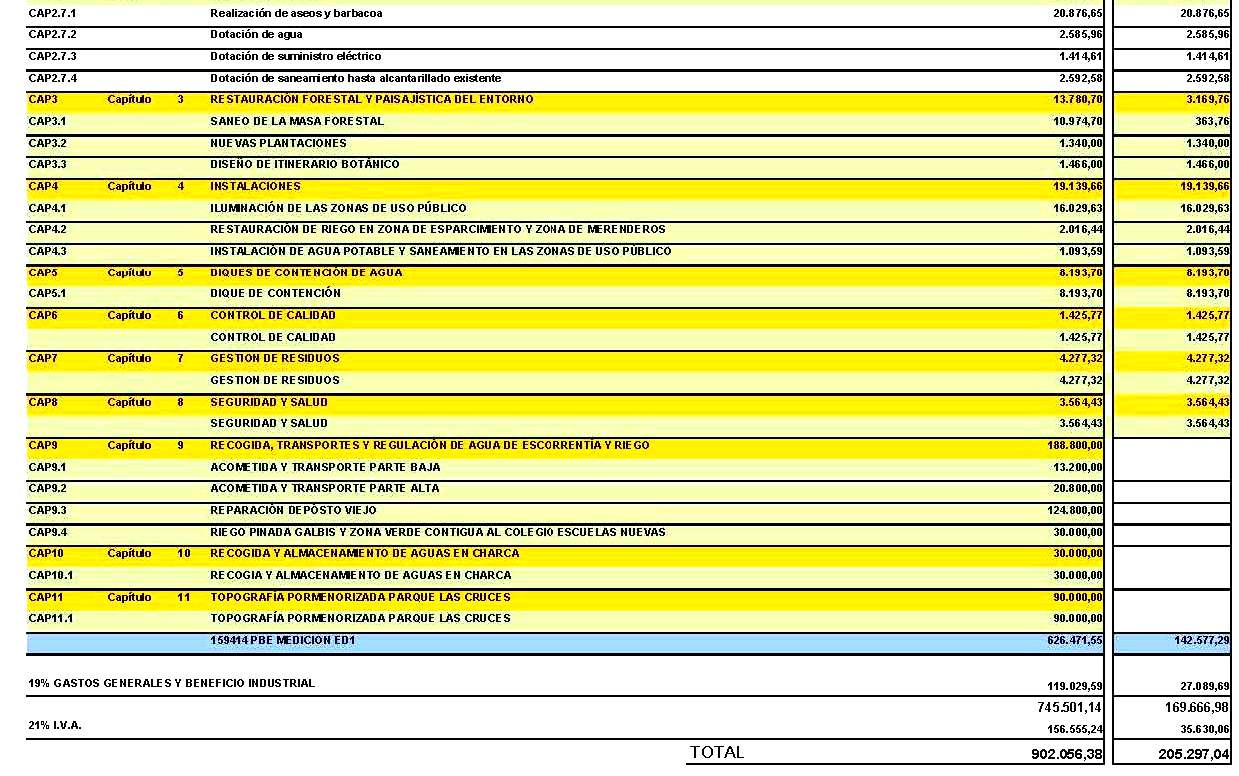 CAP2.7.1 Realización de aseos y barbacoa 20.876,65 20.876,65
CAP2.7.2 Dotación de agua 2.585,96 2.585,96
CAP2.7.3 Dotación de suministro eléctrico 1.414,61 1.414,61
CAP2.7.4 Dotación de saneamiento hasta alcantarillado existente 2.592,58 2.592,58
CAP3 Capítulo 3 RESTAURACIÓN FORESTAL Y PAISAJÍSTICA DEL ENTORNO 13.780,70 3.169,76
CAP3.1 SANEO DE LA MASA FORESTAL 10.974,70 363,76
CAP3.2 NUEVAS PLANTACIONES 1.340,00 1.340,00
CAP3.3 DISEÑO DE ITINERARIO BOTÁNICO 1.466,00 1.466,00
CAP4 Capítulo 4 INSTALACIONES 19.139,66 19.139,66
CAP4.1 ILUMINACIÓN DE LAS ZONAS DE USO PÚBLICO 16.029,63 16.029,63
CAP4.2 RESTAURACIÓN DE RIEGO EN ZONA DE ESPARCIMIENTO Y ZONA DE MERENDEROS 2.016,44 2.016,44
CAP4.3 INSTALACIÓN DE AGUA POTABLE Y SANEAMIENTO EN LAS ZONAS DE USO PÚBLICO 1.093,59 1.093,59
CAP5 Capítulo 5 DIQUES DE CONTENCIÓN DE AGUA 8.193,70 8.193,70
CAP5.1 DIQUE DE CONTENCIÓN 8.193,70 8.193,70
CAP6 Capítulo 6 CONTROL DE CALIDAD 1.425,77 1.425,77
CONTROL DE CALIDAD 1.425,77 1.425,77
CAP7 Capítulo 7 GESTION DE RESIDUOS 4.277,32 4.277,32
GESTION DE RESIDUOS 4.277,32 4.277,32
CAP8 Capítulo 8 SEGURIDAD Y SALUD 3.564,43 3.564,43
SEGURIDAD Y SALUD 3.564,43 3.564,43
CAP9 Capítulo 9 RECOGIDA, TRANSPORTES Y REGULACIÓN DE AGUA DE ESCORRENTÍA Y RIEGO 188.800,00
CAP9.1 ACOMETIDA Y TRANSPORTE PARTE BAJA 13.200,00
CAP9.2 ACOMETIDA Y TRANSPORTE PARTE ALTA 20.800,00
CAP9.3 REPARACIÓN DEPÓSTO VIEJO 124.800,00
CAP9.4 RIEGO PINADA GALBIS Y ZONA VERDE CONTIGUA AL COLEGIO ESCUELAS NUEVAS 30.000,00
CAP10 Capítulo 10 RECOGIDA Y ALMACENAMIENTO DE AGUAS EN CHARCA 30.000,00
CAP10.1 RECOGIA Y ALMACENAMIENTO DE AGUAS EN CHARCA 30.000,00
CAP11 Capítulo 11 TOPOGRAFÍA PORMENORIZADA PARQUE LAS CRUCES 90.000,00
CAP11.1 TOPOGRAFÍA PORMENORIZADA PARQUE LAS CRUCES 90.000,00
159414 PBE MEDICION ED1 626.471,55 142.577,29
19% GASTOS GENERALES Y BENEFICIO INDUSTRIAL 119.029,59 27.089,69
745.501,14 169.666,98
21% I.V.A. 156.555,24 35.630,06
TOTAL 902.056,38 205.297,04